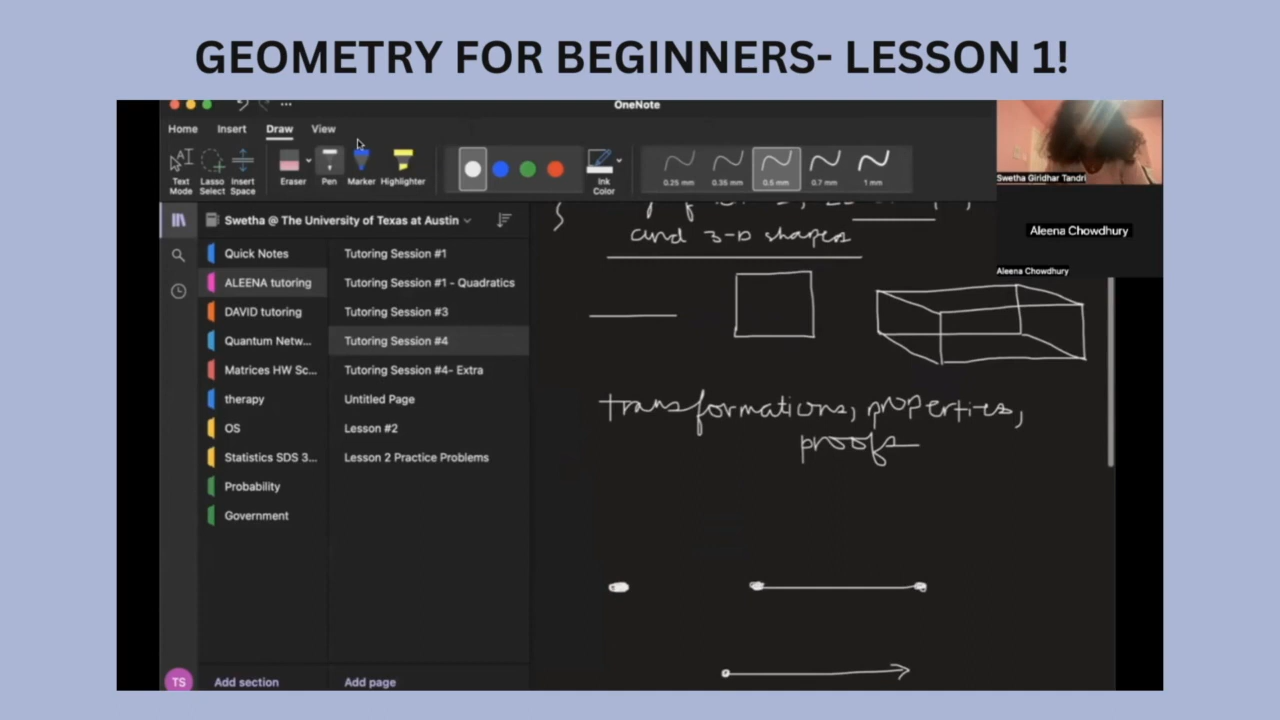 GEOMETRY FOR BEGINNERS- LESSON 1!
OneNote
Home Insert Draw View
Text Mode
Lasso Select
Insert Space
Eraser
Pen
Marker
Highlighter
Ink Color
0.25 mm
0.35 mm
0.5 mm
0.7 mm
1 mm
Swetha Giridhar Tandri
Aleena Chowdhury
Aleena Chowdhury
Swetha @ The University of Texas at Austin
Quick Notes
ALEENA tutoring
DAVID tutoring
Quantum Netw...
Matrices HW Sc...
therapy
OS
Statistics SDS 3...
Probability
Government
Tutoring Session #1
Tutoring Session #1 - Quadratics
Tutoring Session #3
Tutoring Session #4
Tutoring Session #4- Extra
Untitled Page
Lesson #2
Lesson 2 Practice Problems
and 3-D shapes
transformations, properties,
proofs
TS
Add section
Add page